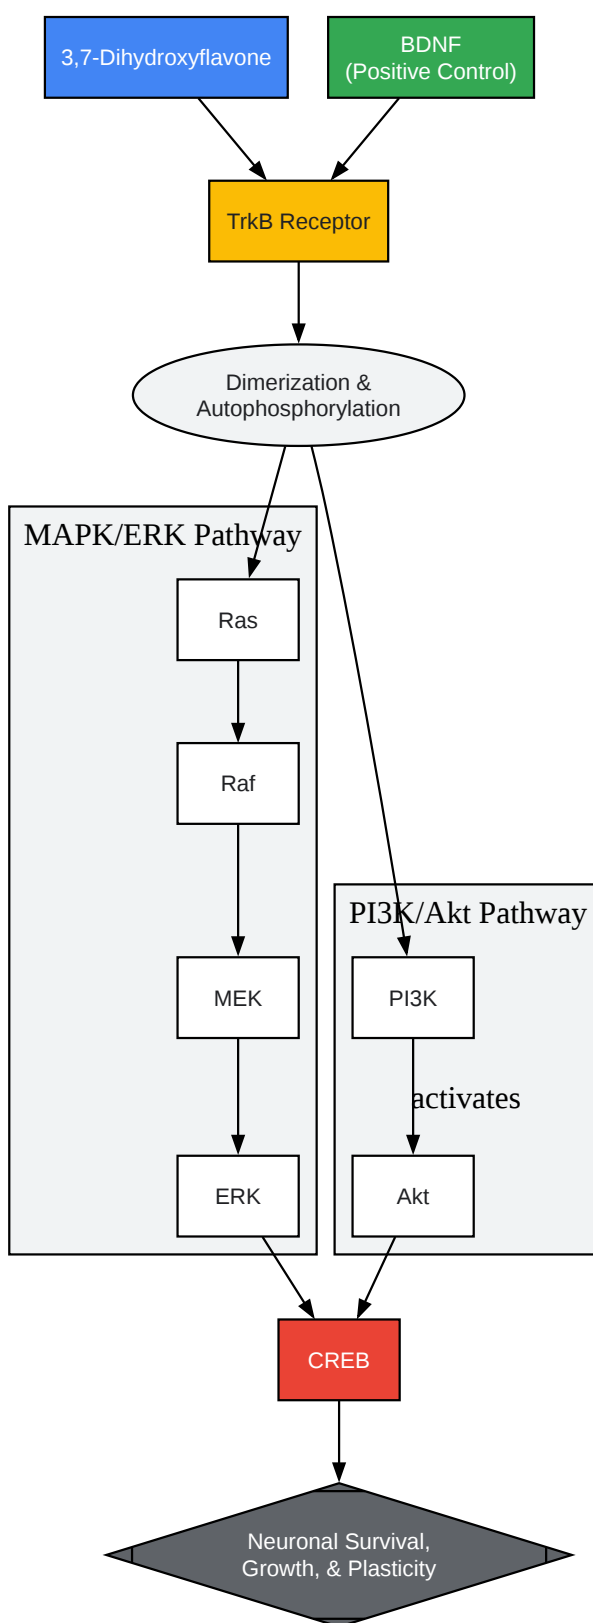 3,7-Dihydroxyflavone
BDNF
(Positive Control)
TrkB Receptor
Dimerization &
Autophosphorylation
MAPK/ERK Pathway
Ras
Raf
MEK
ERK
PI3K/Akt Pathway
PI3K
activates
Akt
CREB
Neuronal Survival,
Growth, & Plasticity